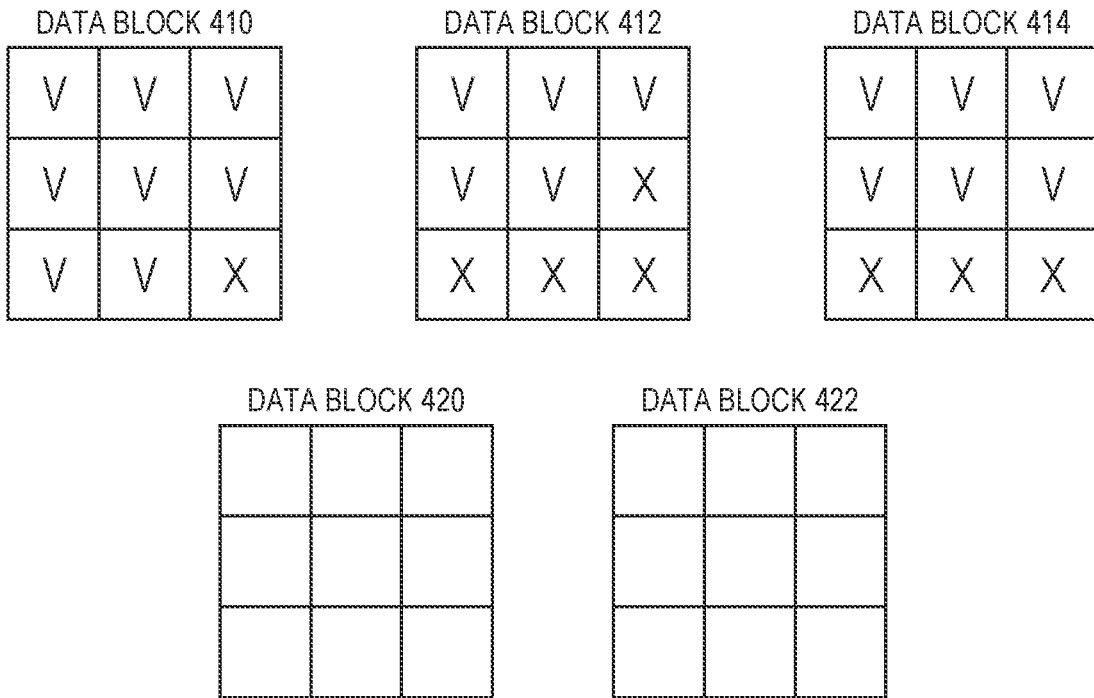 DATA BLOCK 410
V V V
V V V
V V X
DATA BLOCK 412
V V V
V V X
X X X
DATA BLOCK 414
V V V
V V V
X X X
DATA BLOCK 420
DATA BLOCK 422